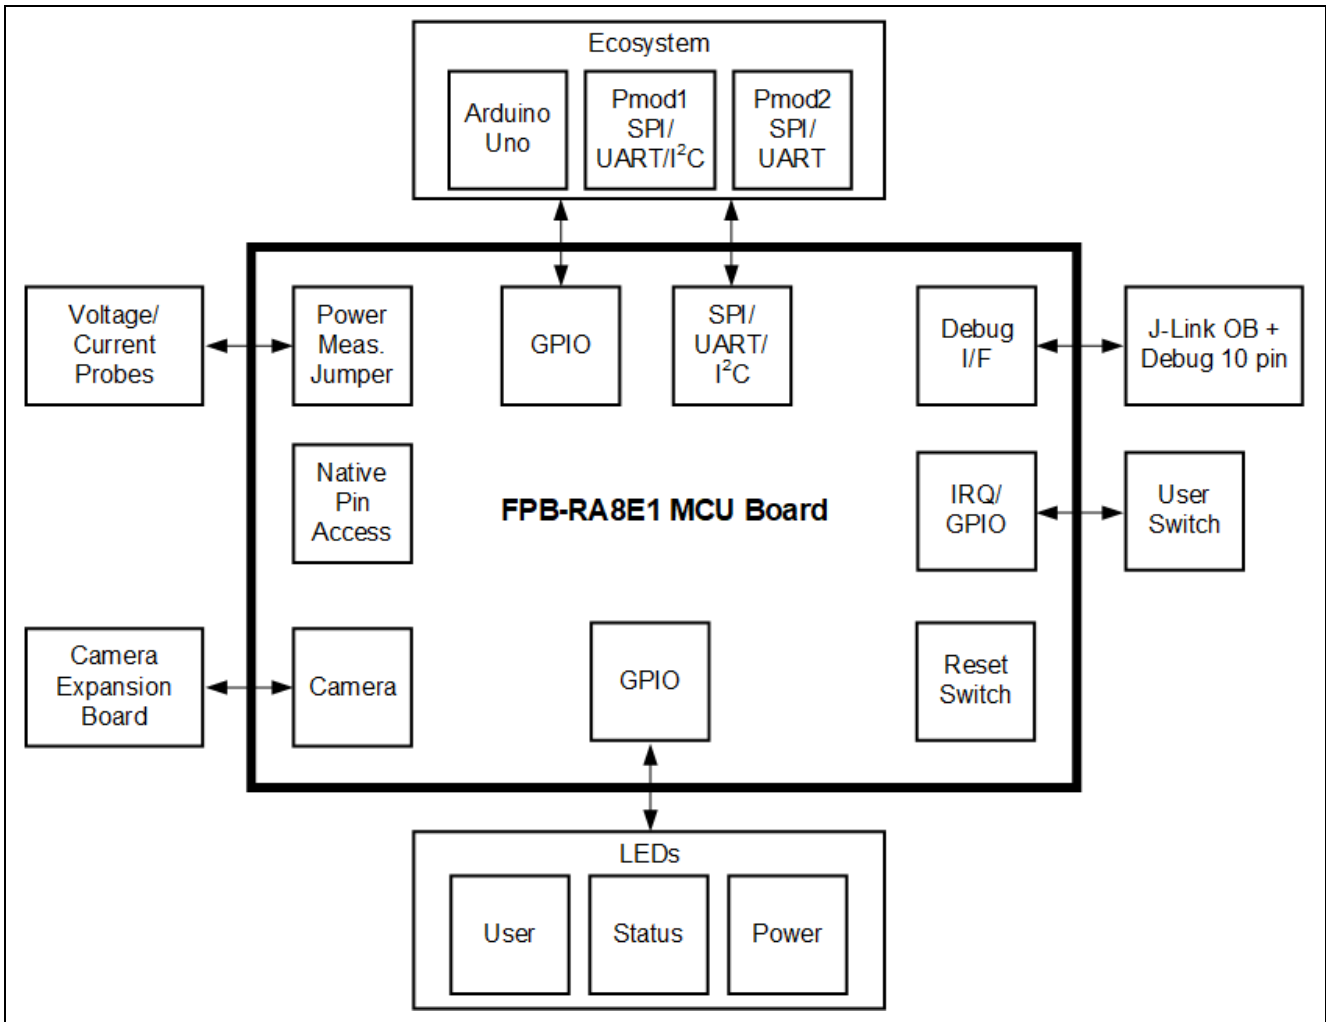 Ecosystem
Arduino
Uno
Pmod1
SPI/
UART/I²C
Pmod2
SPI/
UART
Voltage/
Current
Probes
Power
Meas.
Jumper
GPIO
SPI/
UART/
I²C
Debug
I/F
J-Link OB +
Debug 10 pin
Native
Pin
Access
FPB-RA8E1 MCU Board
IRQ/
GPIO
User
Switch
Camera
Expansion
Board
Camera
GPIO
Reset
Switch
LEDs
User
Status
Power